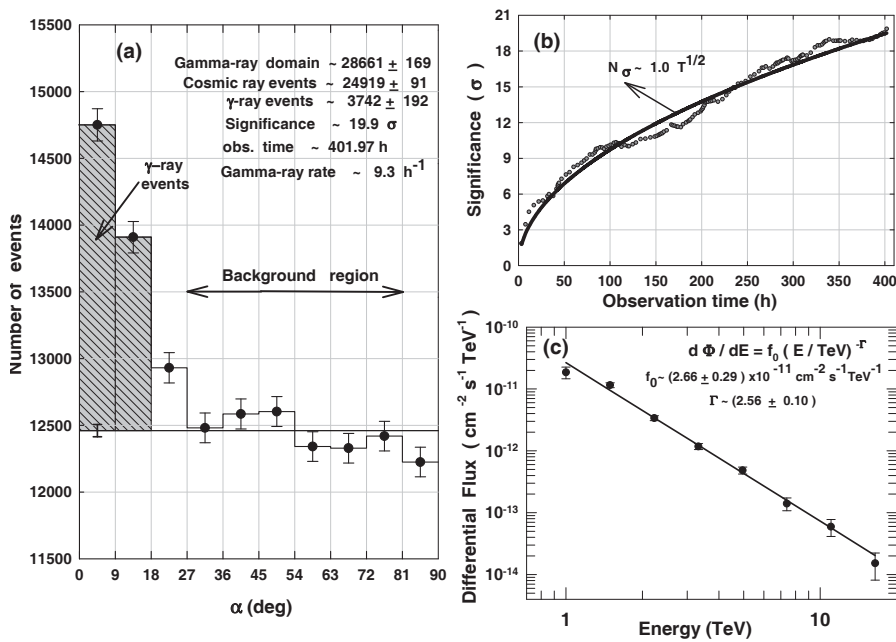 (a)
Gamma-ray domain ~ 28661 ± 169
Cosmic ray events ~ 24919 ± 91
γ-ray events ~ 3742 ± 192
Significance ~ 19.9 σ
obs. time ~ 401.97 h
Gamma-ray rate ~ 9.3 h⁻¹
γ-ray
events
Background region
Number of events
15500
15000
14500
14000
13500
13000
12500
12000
11500
0 9 18 27 36 45 54 63 72 81 90
α (deg)
(b)
N σ ~ 1.0 T^1/2
Significance ( σ )
21
18
15
12
9
6
3
0
0 50 100 150 200 250 300 350 400
Observation time (h)
(c)
d Φ / dE = f₀ ( E / TeV) ^-Γ
f₀~ (2.66 ± 0.29 ) x10^-11 cm^-2 s^-1 TeV^-1
Γ ~ (2.56 ± 0.10 )
Differential Flux ( cm^-2 s^-1 TeV^-1 )
10^-10
10^-11
10^-12
10^-13
10^-14
1 10
Energy (TeV)